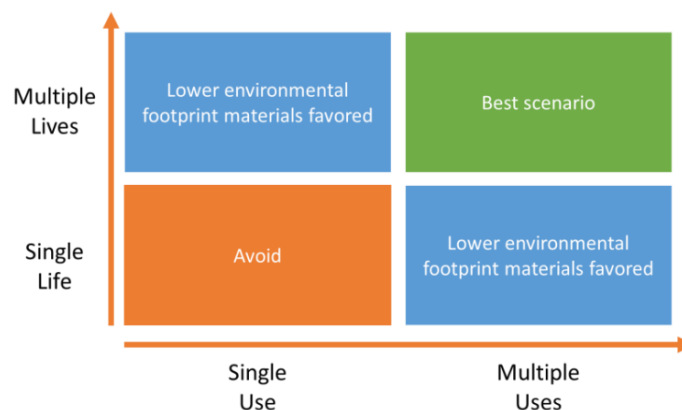 Multiple
Lives
Lower environmental
footprint materials favored
Best scenario
Single
Life
Avoid
Lower environmental
footprint materials favored
Single
Use
Multiple
Uses